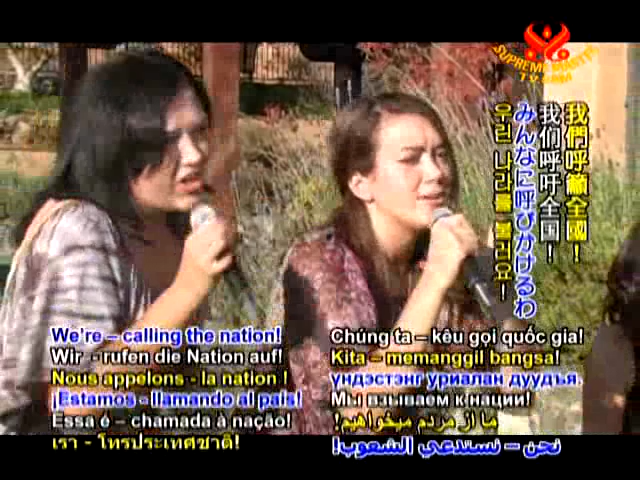 SUPREME MASTER
TV.COM
我們呼籲全國！
我们呼吁全国！
みんなに呼びかけるわ
우린 나라를 불러요!
We're – calling the nation!
Wir - rufen die Nation auf!
Nous appelons - la nation !
¡Estamos - llamando al país!
Essa é – chamada à nação!
เรา - โทรประเทศชาติ!
Chúng ta – kêu gọi quốc gia!
Kita – memanggil bangsa!
үндэстэнг уриалан дуудъя.
Мы взываем к нации!
ما از مردم میخواهیم!
نحن – نستدعي الشعوب!